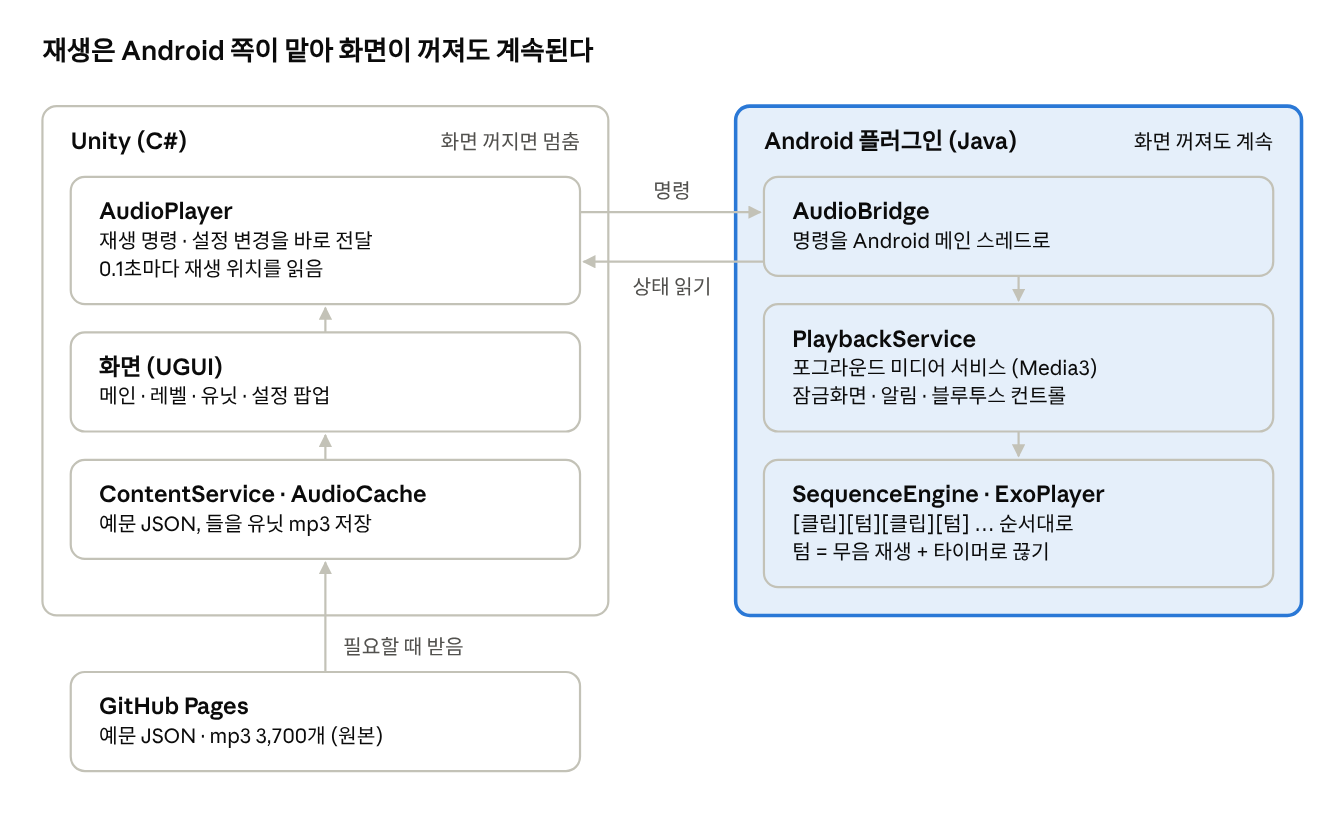 재생은 Android 쪽이 맡아 화면이 꺼져도 계속된다
Unity (C#)
화면 꺼지면 멈춤
AudioPlayer
재생 명령 · 설정 변경을 바로 전달
0.1초마다 재생 위치를 읽음
화면 (UGUI)
메인 · 레벨 · 유닛 · 설정 팝업
ContentService · AudioCache
예문 JSON, 들을 유닛 mp3 저장
필요할 때 받음
GitHub Pages
예문 JSON · mp3 3,700개 (원본)
명령
상태 읽기
Android 플러그인 (Java)
화면 꺼져도 계속
AudioBridge
명령을 Android 메인 스레드로
PlaybackService
포그라운드 미디어 서비스 (Media3)
잠금화면 · 알림 · 블루투스 컨트롤
SequenceEngine · ExoPlayer
[클립][텀][클립][텀] … 순서대로
텀 = 무음 재생 + 타이머로 끊기